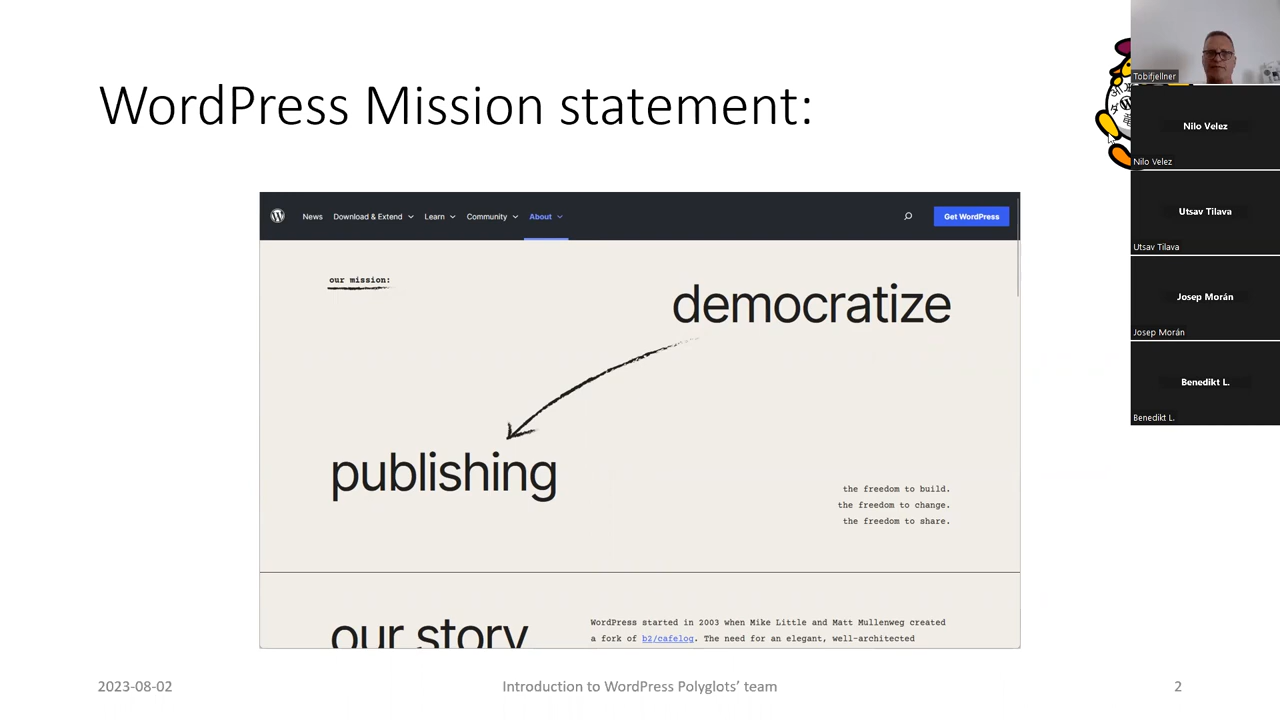 WordPress Mission statement:
News Download & Extend Learn Community About Get WordPress
our mission:
democratize
publishing
the freedom to build.
the freedom to change.
the freedom to share.
our story
WordPress started in 2003 when Mike Little and Matt Mullenweg created
a fork of b2/cafelog. The need for an elegant, well-architected
2023-08-02
Introduction to WordPress Polyglots’ team
2
Tobifjellner
Nilo Velez
Nilo Velez
Utsav Tilava
Utsav Tilava
Josep Morán
Josep Morán
Benedikt L.
Benedikt L.